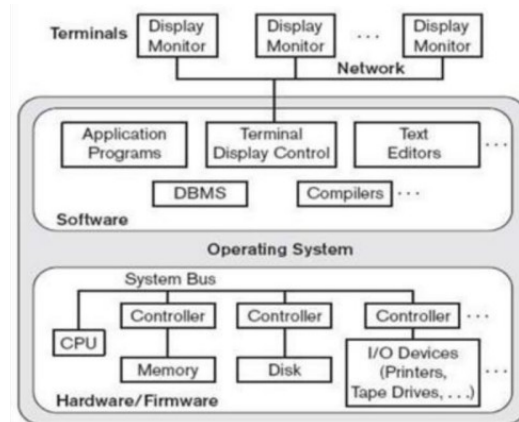 Terminals
Display
Monitor
Display
Monitor
...
Display
Monitor
Network
Application
Programs
Terminal
Display Control
Text
Editors
...
DBMS
Compilers
...
Software
Operating System
System Bus
CPU
Controller
Controller
Controller
...
Memory
Disk
I/O Devices
(Printers,
Tape Drives, . . .)
...
Hardware/Firmware